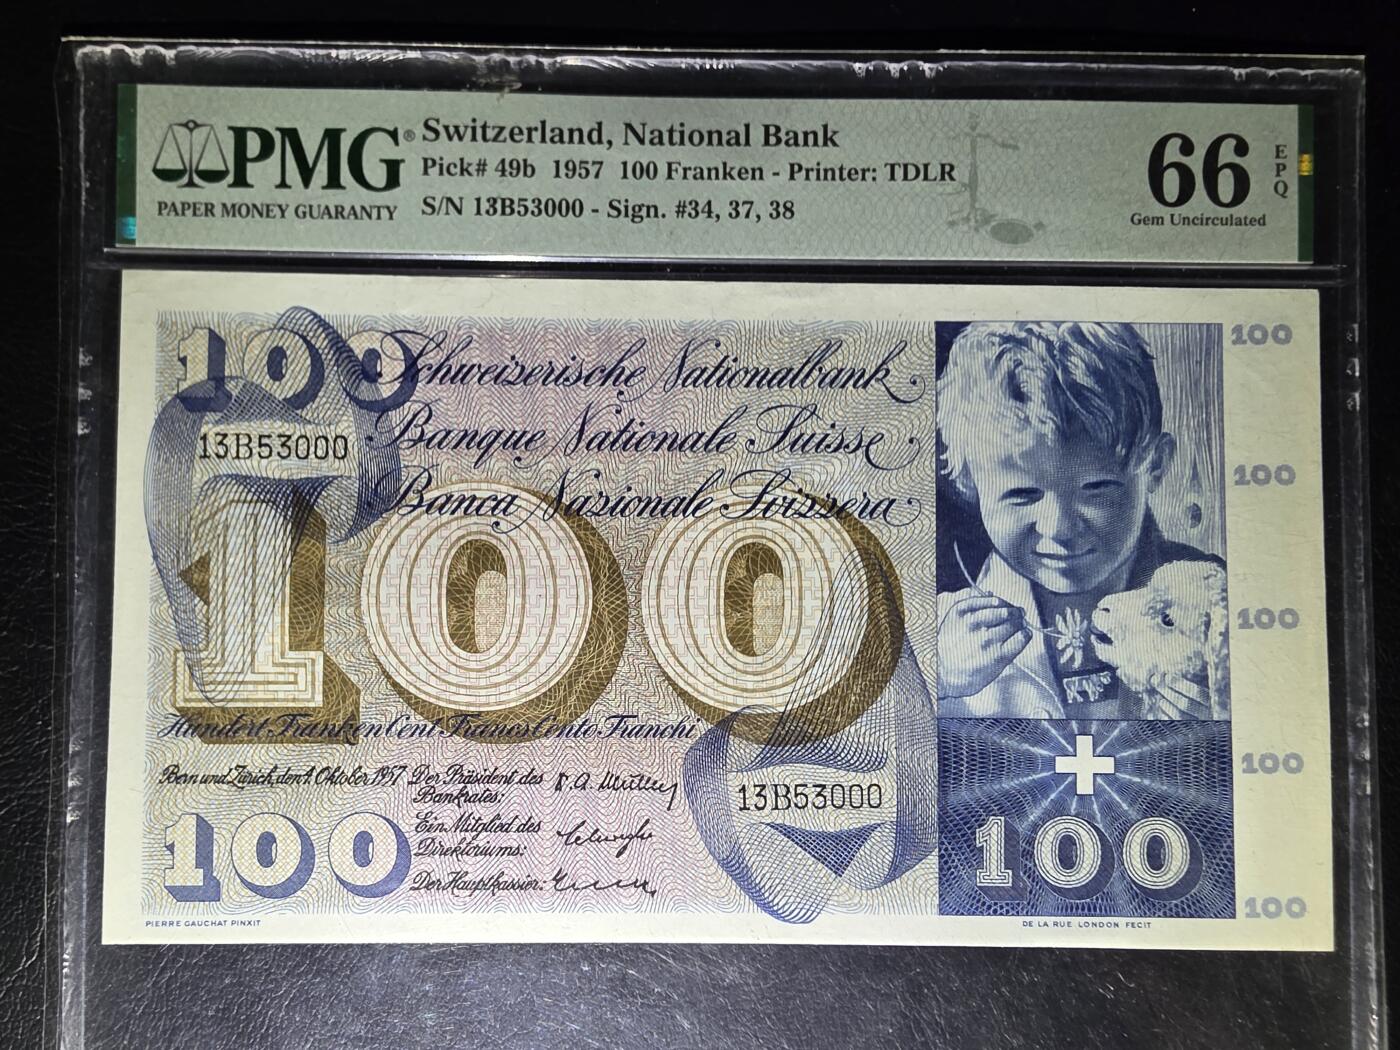 PMG®
PAPER MONEY GUARANTY
Switzerland, National Bank
Pick# 49b 1957 100 Franken - Printer: TDLR
S/N 13B53000 - Sign. #34, 37, 38
66 EPQ
Gem Uncirculated
100
Schweizerische Nationalbank
Banque Nationale Suisse
Banca Nazionale Svizzera
13B53000
100
Hundert Franken Cent Francs Cento Franchi
Bern und Zürich, den 4. Oktober 1957
Der Präsident des
Bankrates:
Ein Mitglied des
Direktoriums:
Der Hauptkassier:
13B53000
100
100
100
100
100
100
100
100
PIERRE GAUCHAT PINXIT
DE LA RUE LONDON FECIT